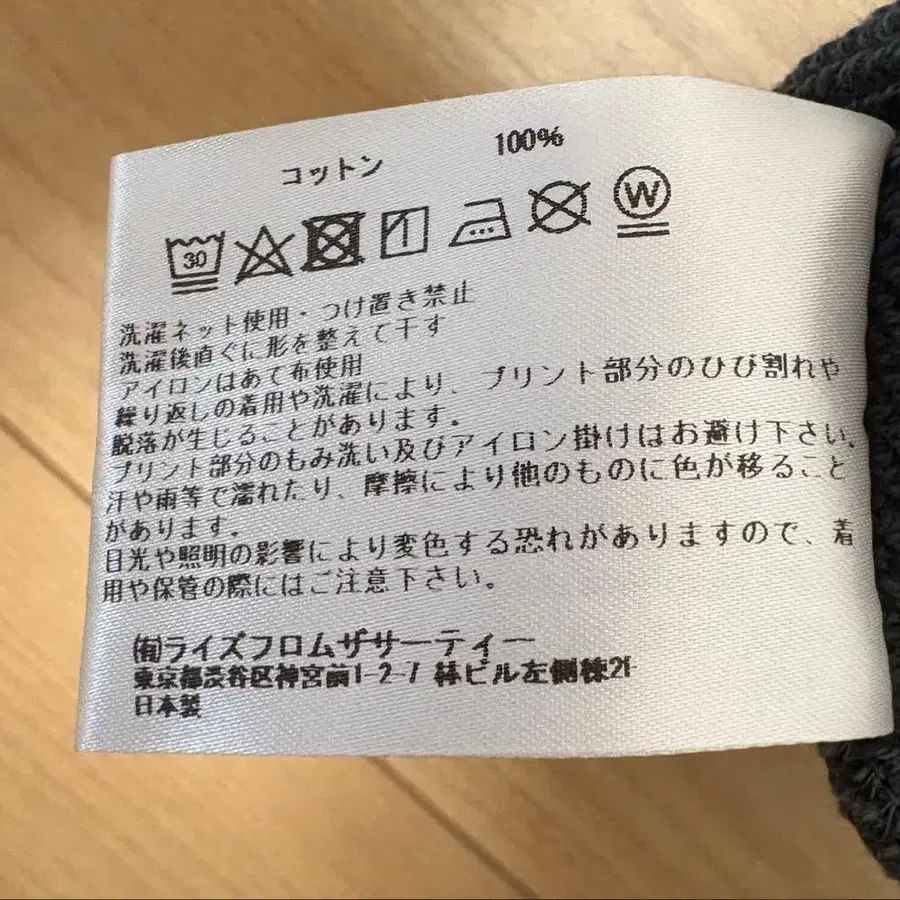 コットン 100%
30 W
洗濯ネット使用・つけ置き禁止
洗濯後直ぐに形を整えて干す
アイロンはあて布使用
繰り返しの着用や洗濯により、プリント部分のひび割れや
脱落が生じることがあります。
プリント部分のもみ洗い及びアイロン掛けはお避け下さい。
汗や雨等で濡れたり、摩擦により他のものに色が移ること
があります。
日光や照明の影響により変色する恐れがありますので、着
用や保管の際にはご注意下さい。
㈲ライズフロムザサーティー
東京都渋谷区神宮前1-2-7 ビル左側棟2f
日本製